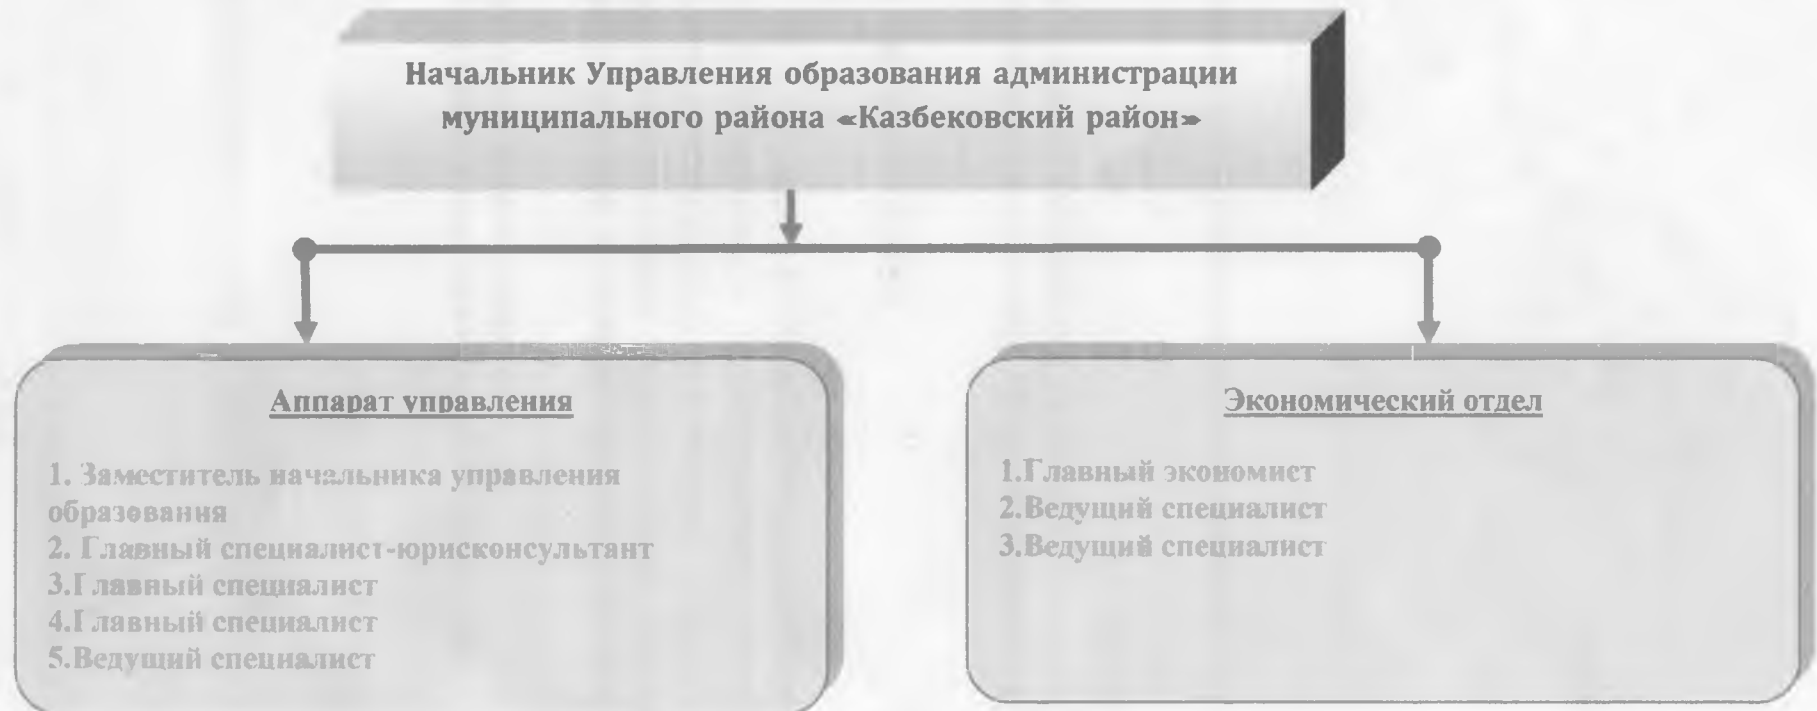 Начальник Управления образования администрации
муниципального района «Казбековский район»
Аппарат управления
1. Заместитель начальника управления
образования
2. Главный специалист-юрисконсультант
3.Главный специалист
4.Главный специалист
5.Ведущий специалист
Экономический отдел
1.Главный экономист
2.Ведущий специалист
3.Ведущий специалист